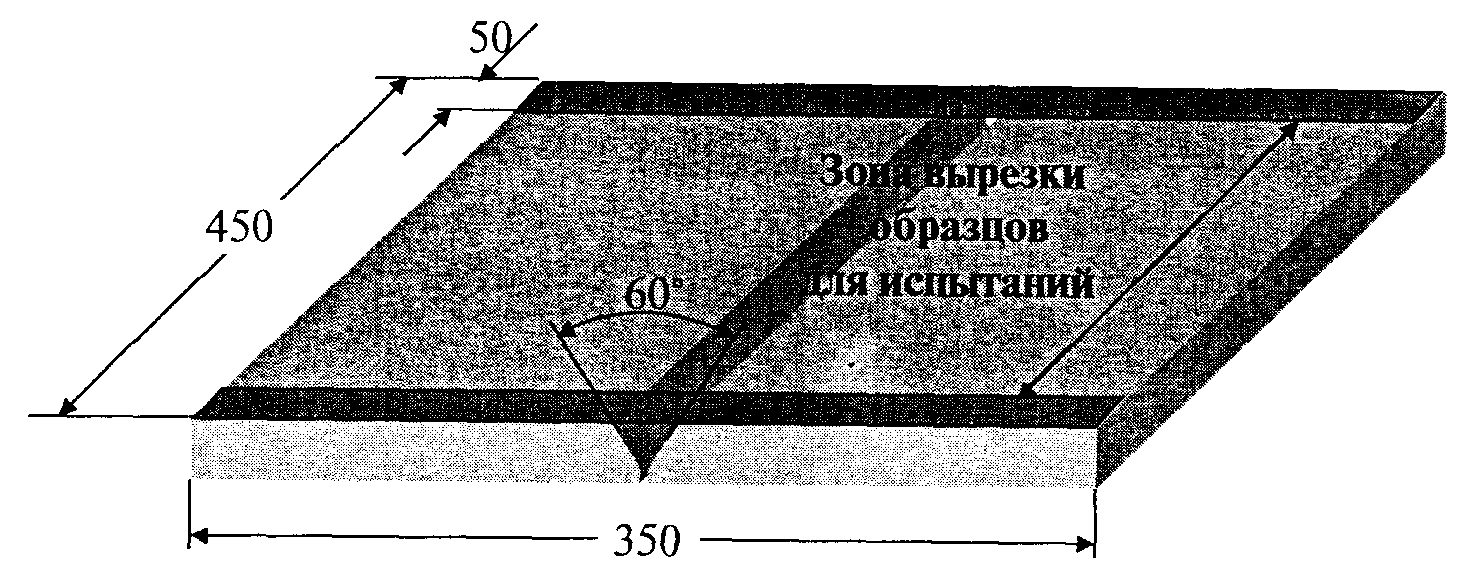 50
Зона вырезки
образцов
для испытаний
450
60°
350